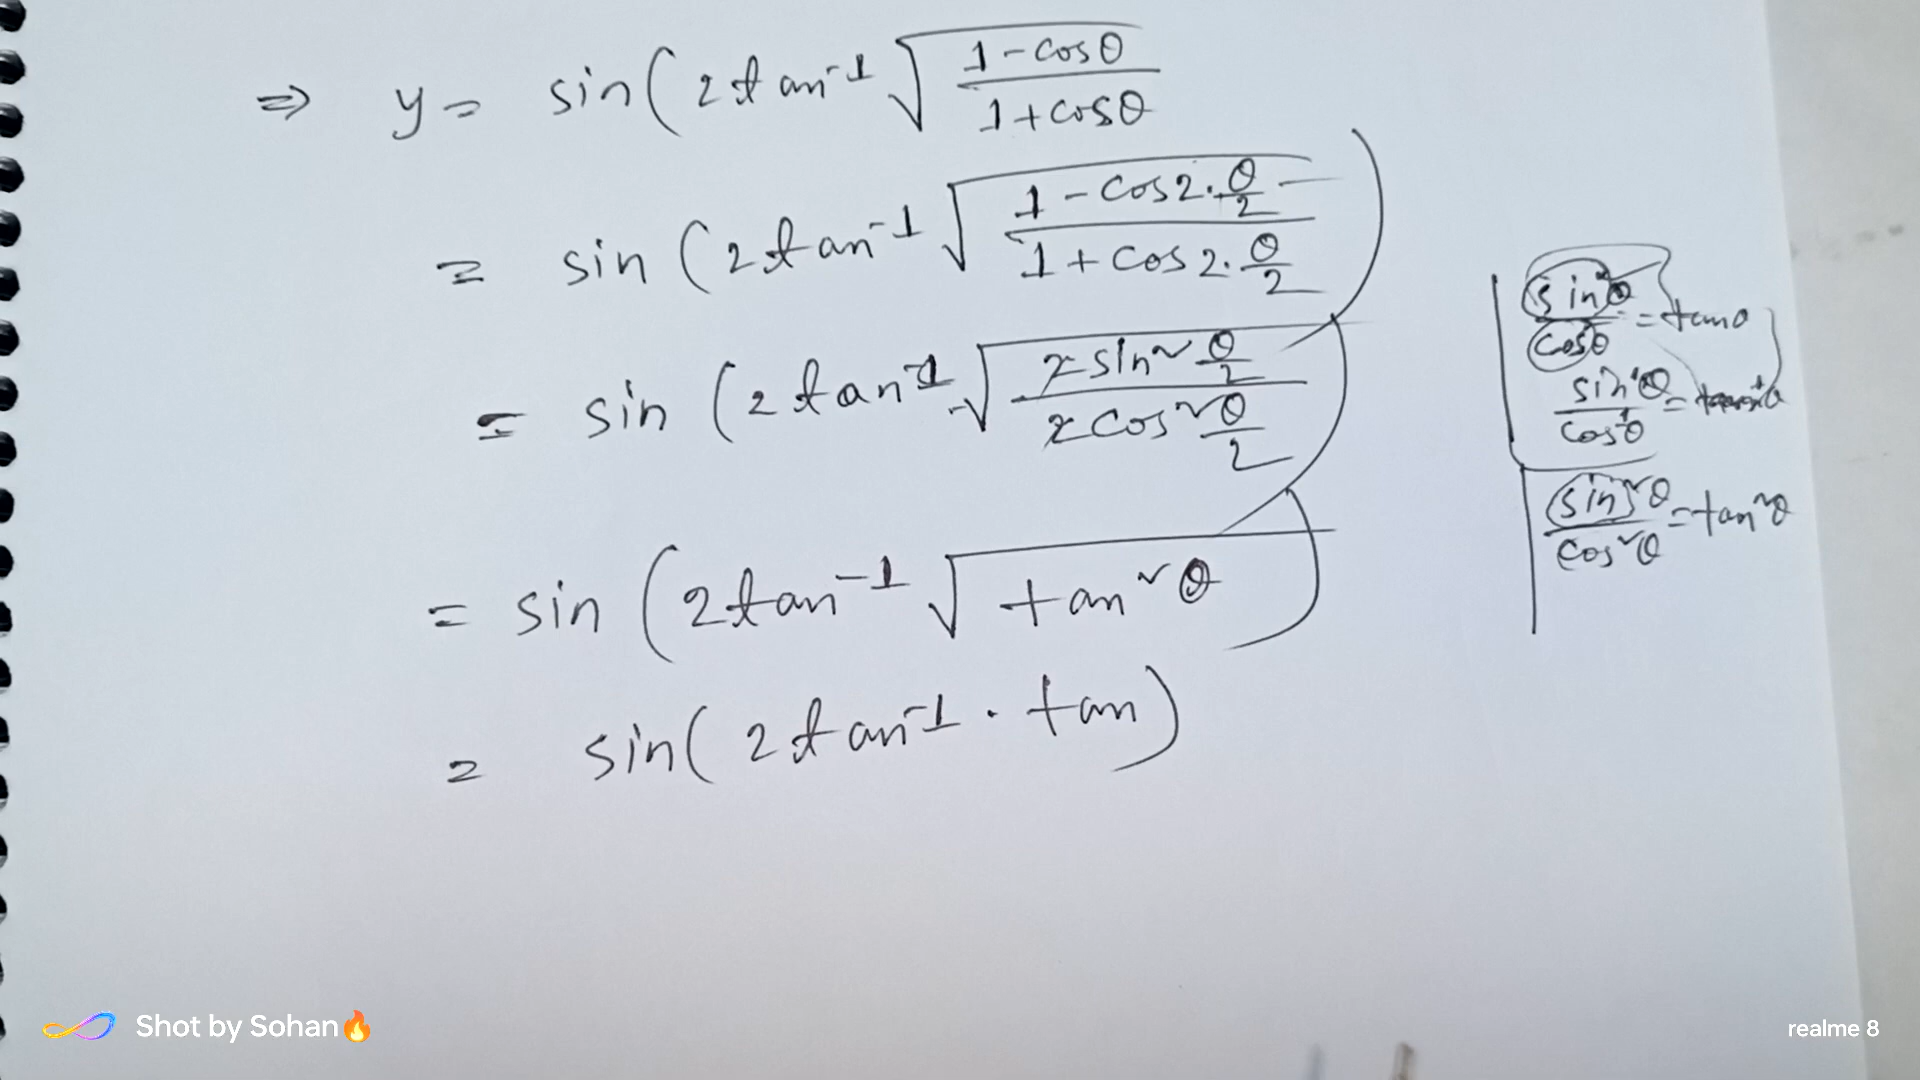 ⇒ y = sin(2tan⁻¹ √((1-cosθ)/(1+cosθ))
= sin (2tan⁻¹ √((1-cos2.θ/2)/(1+cos2.θ/2)))
= sin (2tan⁻¹ √((2sin²θ/2)/(2cos²θ/2)))
= sin (2tan⁻¹ √(tan²θ))
= sin(2tan⁻¹ . tan)
sinθ/cosθ = tanθ
sin²θ/cos²θ = tan²θ
Shot by Sohan🔥
realme 8